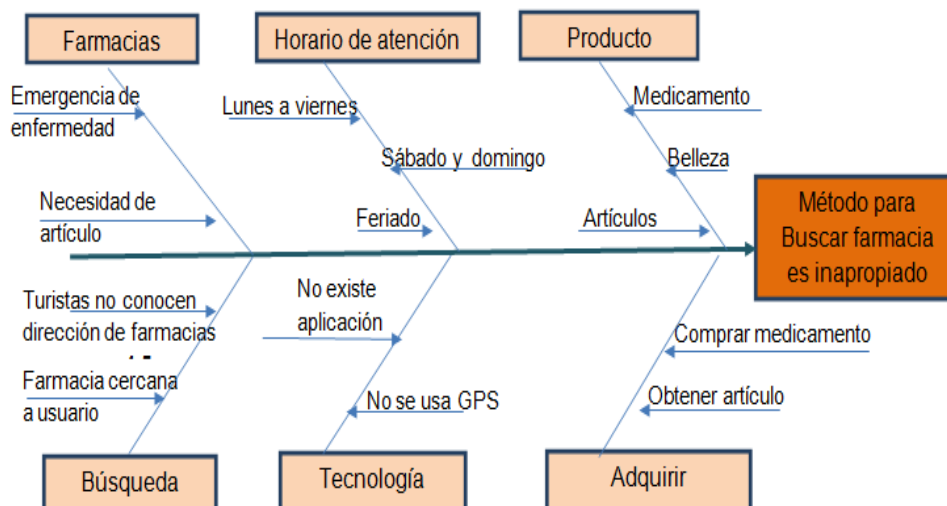 Farmacias
Horario de atención
Producto
Emergencia de
enfermedad
Necesidad de
artículo
Lunes a viernes
Sábado y domingo
Feriado
Medicamento
Belleza
Artículos
Método para
Buscar farmacia
es inapropiado
Turistas no conocen
dirección de farmacias
Farmacia cercana
a usuario
No existe
aplicación
No se usa GPS
Comprar medicamento
Obtener artículo
Búsqueda
Tecnología
Adquirir